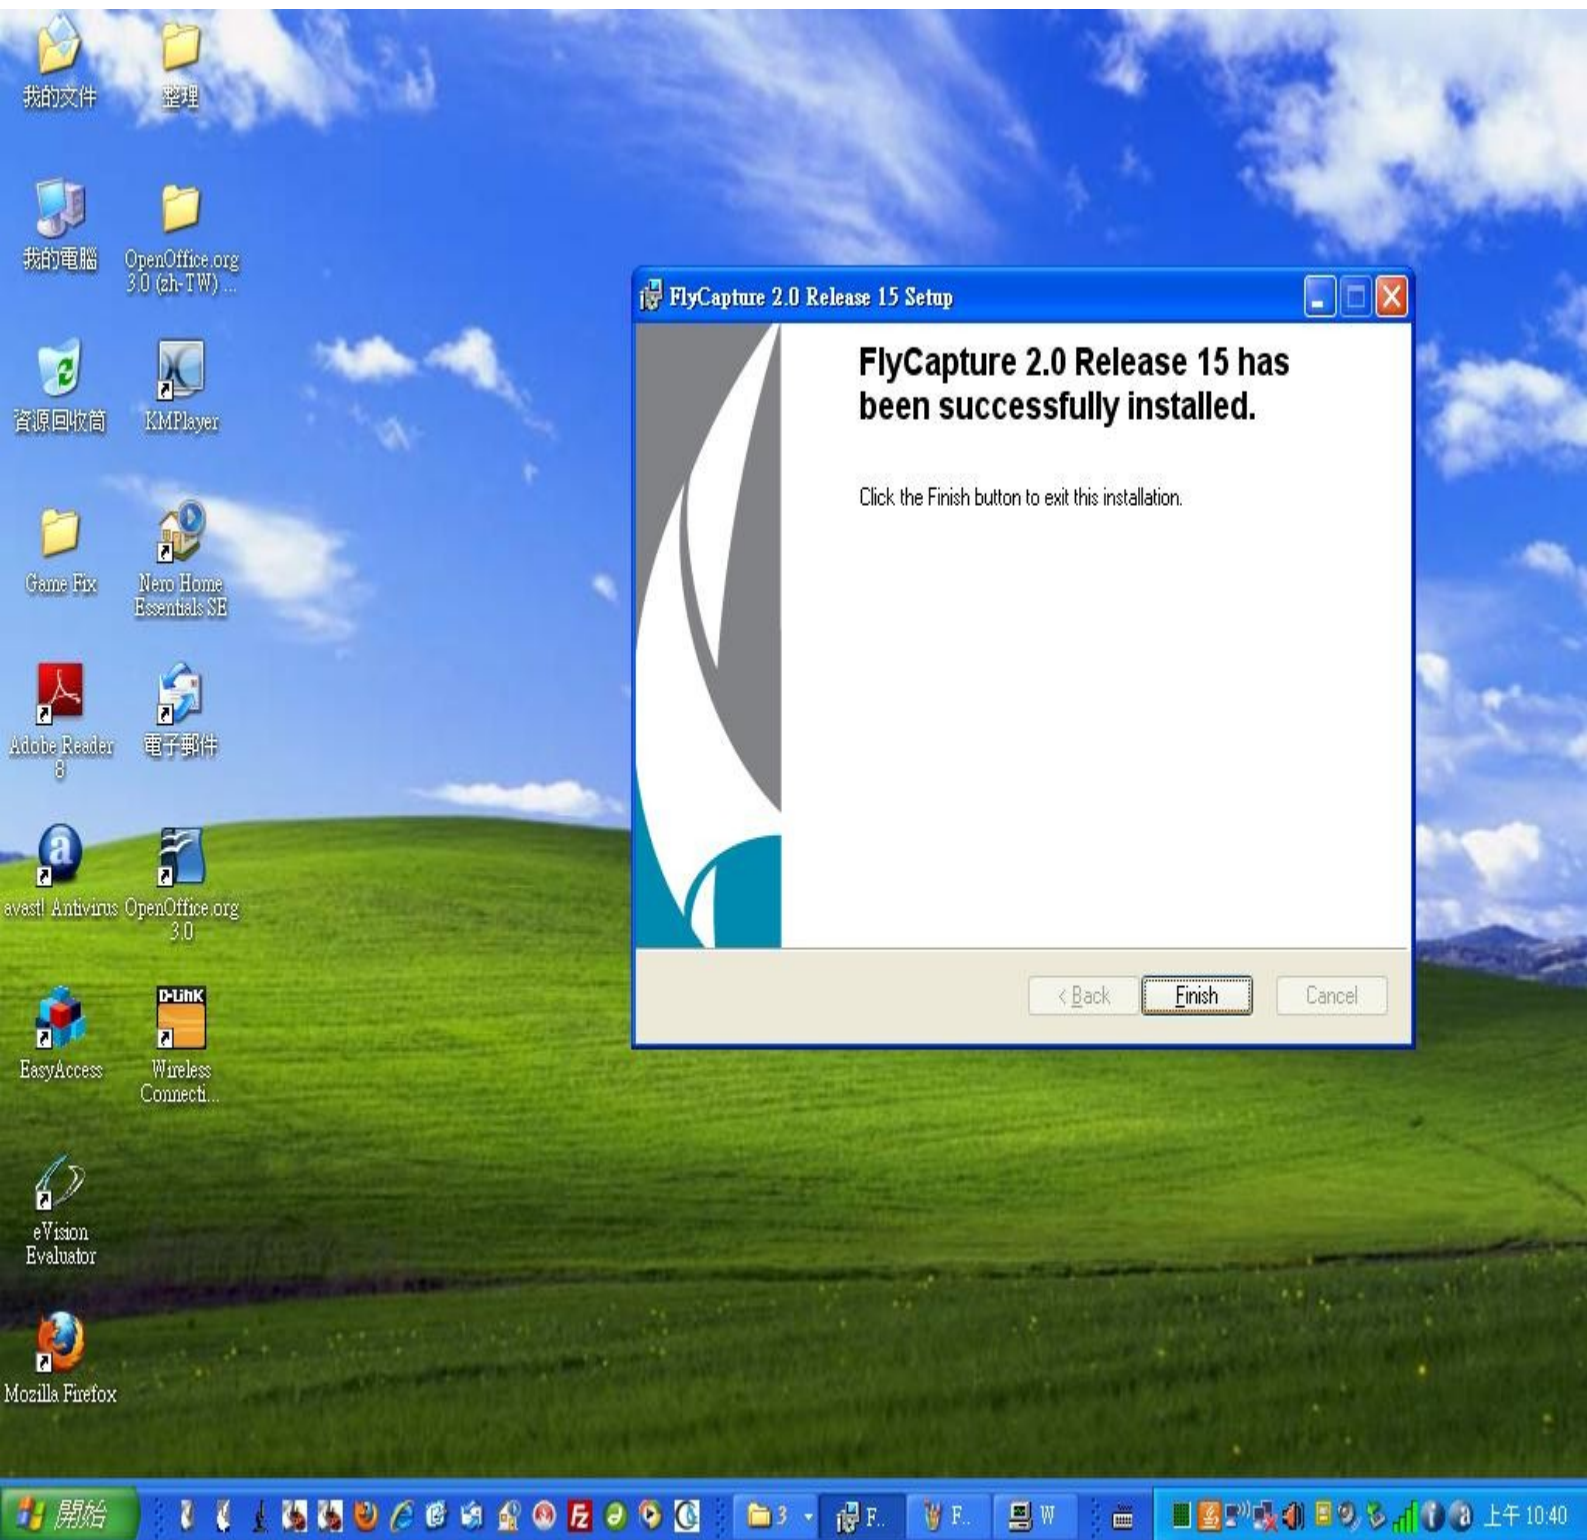 我的文件
整理
我的電腦
OpenOffice.org
3.0 (zh-TW) ...
資源回收筒
KMPlayer
Game Fix
Nero Home
Essentials SE
Adobe Reader
8
電子郵件
avast! Antivirus
OpenOffice.org
3.0
EasyAccess
D-Link
Wireless
Connecti...
eVision
Evaluator
Mozilla Firefox
FlyCapture 2.0 Release 15 Setup
FlyCapture 2.0 Release 15 has
been successfully installed.
Click the Finish button to exit this installation.
< Back
Finish
Cancel
開始
3
F..
F..
W
上午 10:40